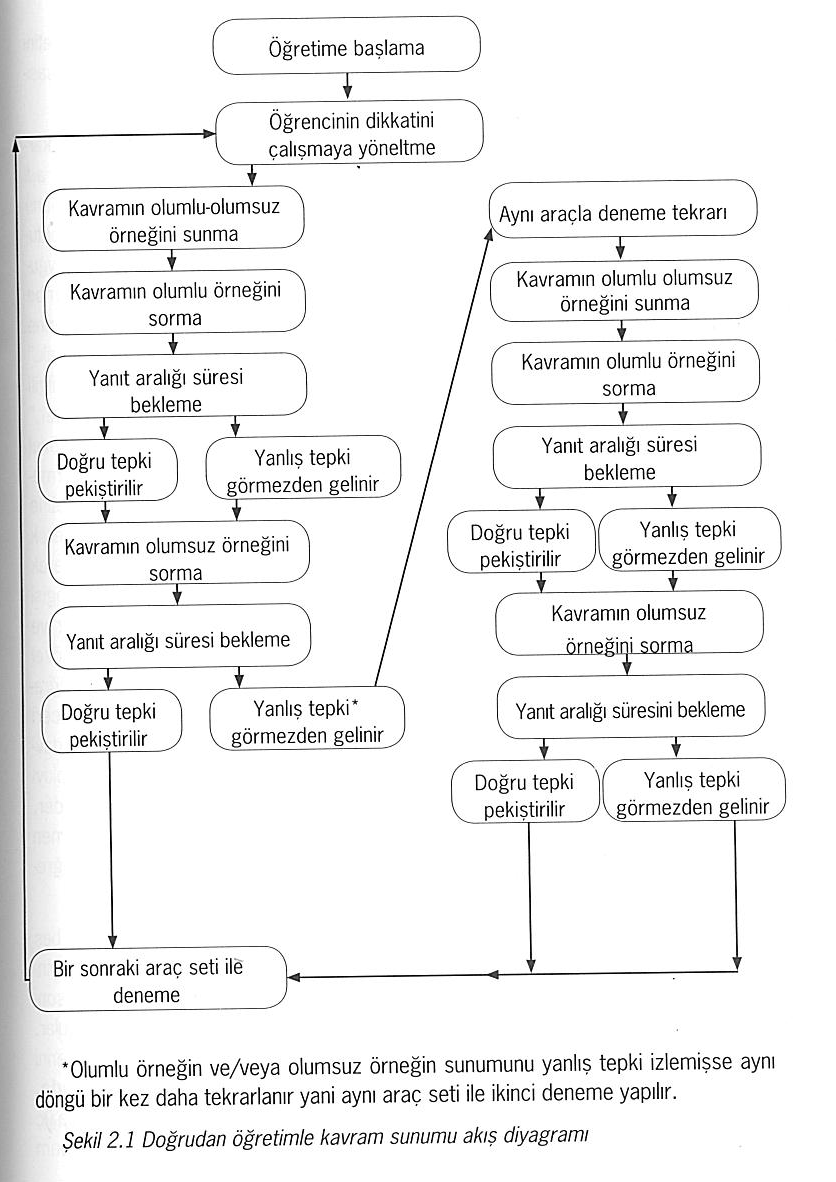 Öğretime başlama
Öğrencinin dikkatini
çalışmaya yöneltme
Kavramın olumlu-olumsuz
örneğini sunma
Kavramın olumlu örneğini
sorma
Yanıt aralığı süresi
bekleme
Doğru tepki
pekiştirilir
Yanlış tepki
görmezden gelinir
Kavramın olumsuz örneğini
sorma
Yanıt aralığı süresi bekleme
Doğru tepki
pekiştirilir
Yanlış tepki*
görmezden gelinir
Aynı araçla deneme tekrarı
Kavramın olumlu olumsuz
örneğini sunma
Kavramın olumlu örneğini
sorma
Yanıt aralığı süresi
bekleme
Doğru tepki
pekiştirilir
Yanlış tepki
görmezden gelinir
Kavramın olumsuz
örneğini sorma
Yanıt aralığı süresini bekleme
Doğru tepki
pekiştirilir
Yanlış tepki
görmezden gelinir
Bir sonraki araç seti ile
deneme
*Olumlu örneğin ve/veya olumsuz örneğin sunumunu yanlış tepki izlemişse aynı
döngü bir kez daha tekrarlanır yani aynı araç seti ile ikinci deneme yapılır.
Şekil 2.1 Doğrudan öğretimle kavram sunumu akış diyagramı